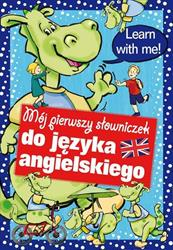 Learn
with me!
Mój pierwszy słowniczek
do języka
angielskiego